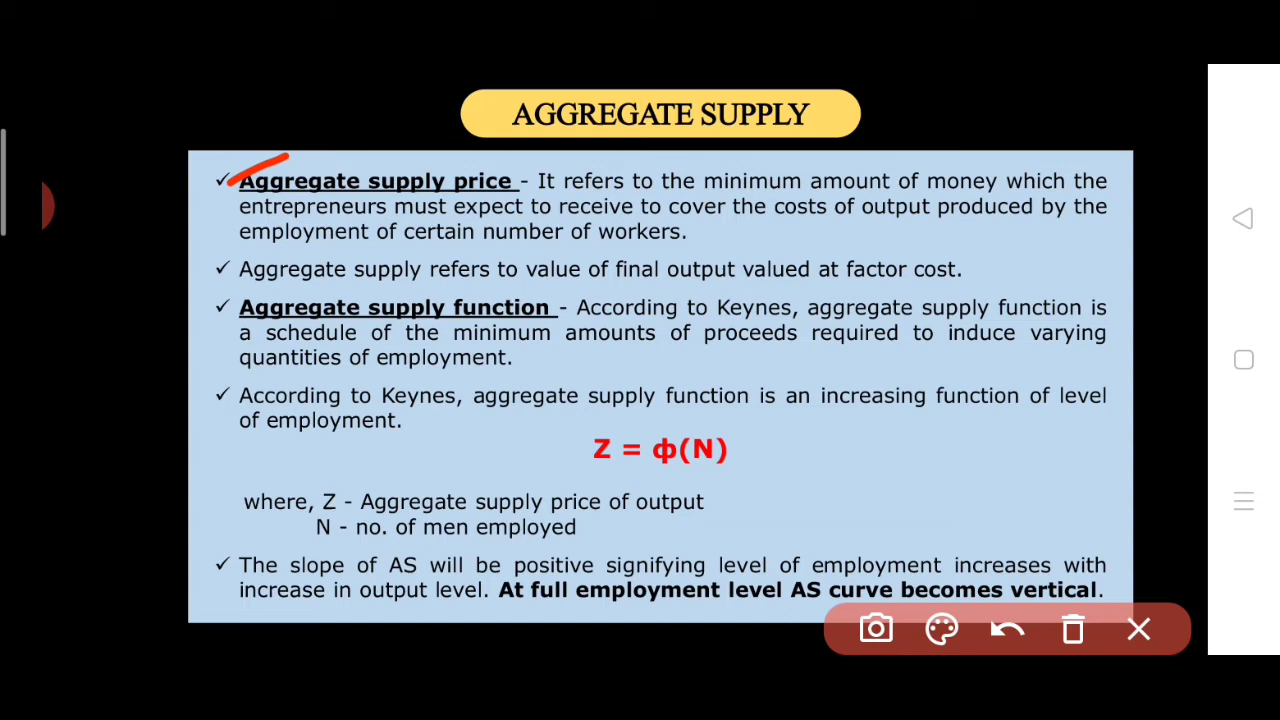 AGGREGATE SUPPLY
✓ Aggregate supply price - It refers to the minimum amount of money which the
entrepreneurs must expect to receive to cover the costs of output produced by the
employment of certain number of workers.
✓ Aggregate supply refers to value of final output valued at factor cost.
✓ Aggregate supply function - According to Keynes, aggregate supply function is
a schedule of the minimum amounts of proceeds required to induce varying
quantities of employment.
✓ According to Keynes, aggregate supply function is an increasing function of level
of employment.
Z = ф(N)
where, Z - Aggregate supply price of output
N - no. of men employed
✓ The slope of AS will be positive signifying level of employment increases with
increase in output level. At full employment level AS curve becomes vertical.